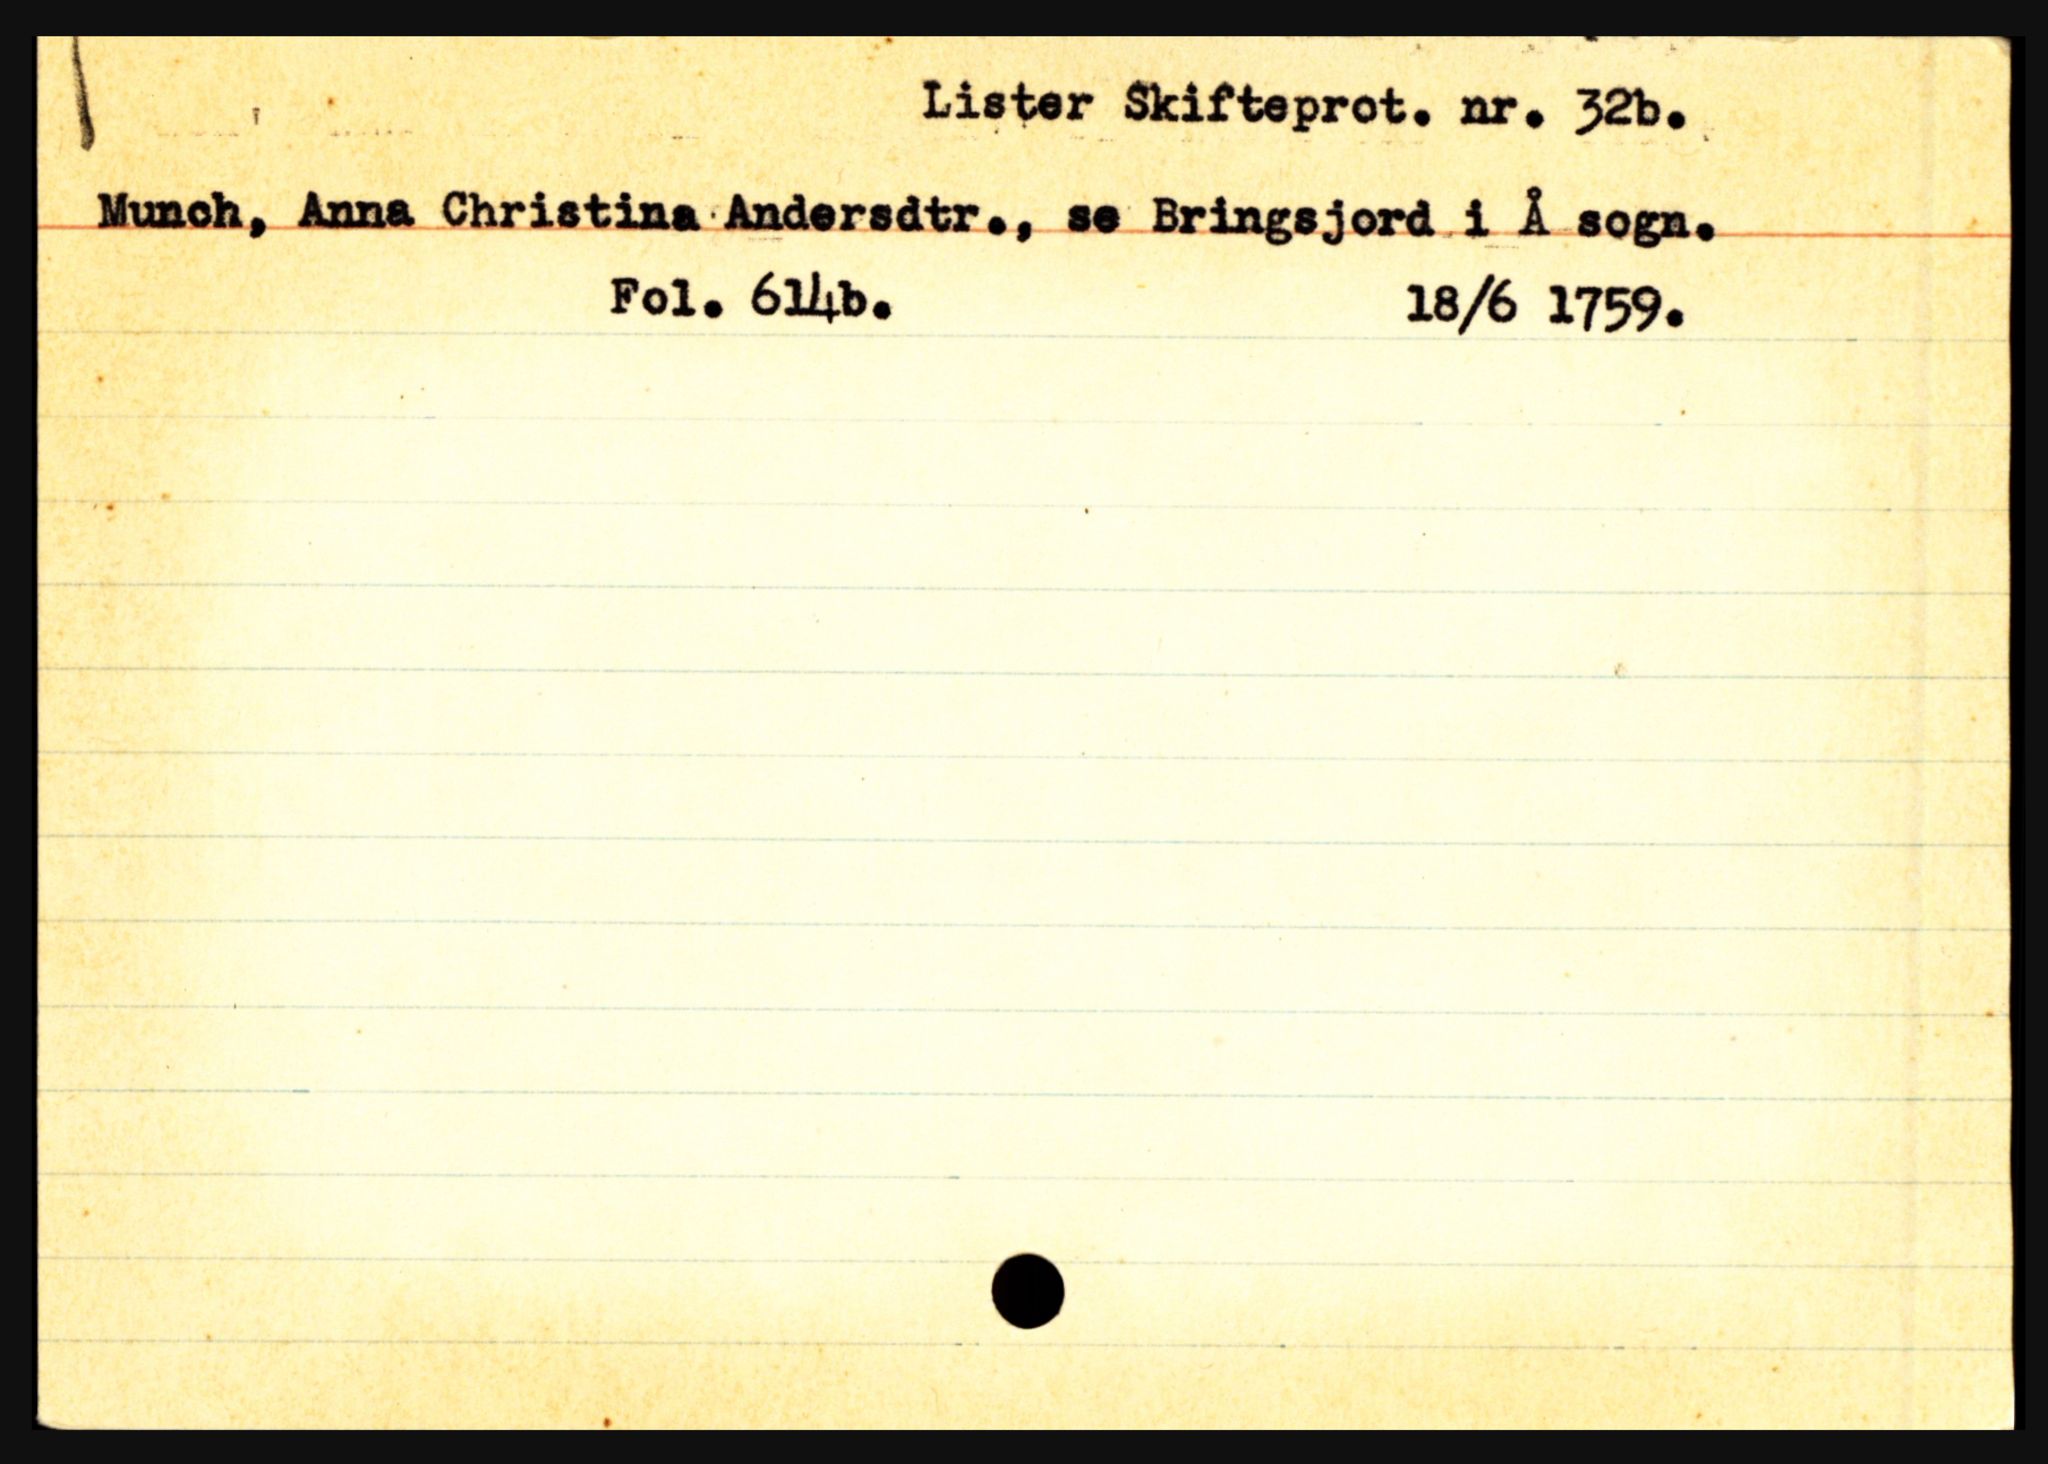 Lister Skifteprot. nr. 32b.
Munch, Anna Christina Andersdtr., se Bringsjord i Å sogn.
Fol. 614b. 18/6 1759.